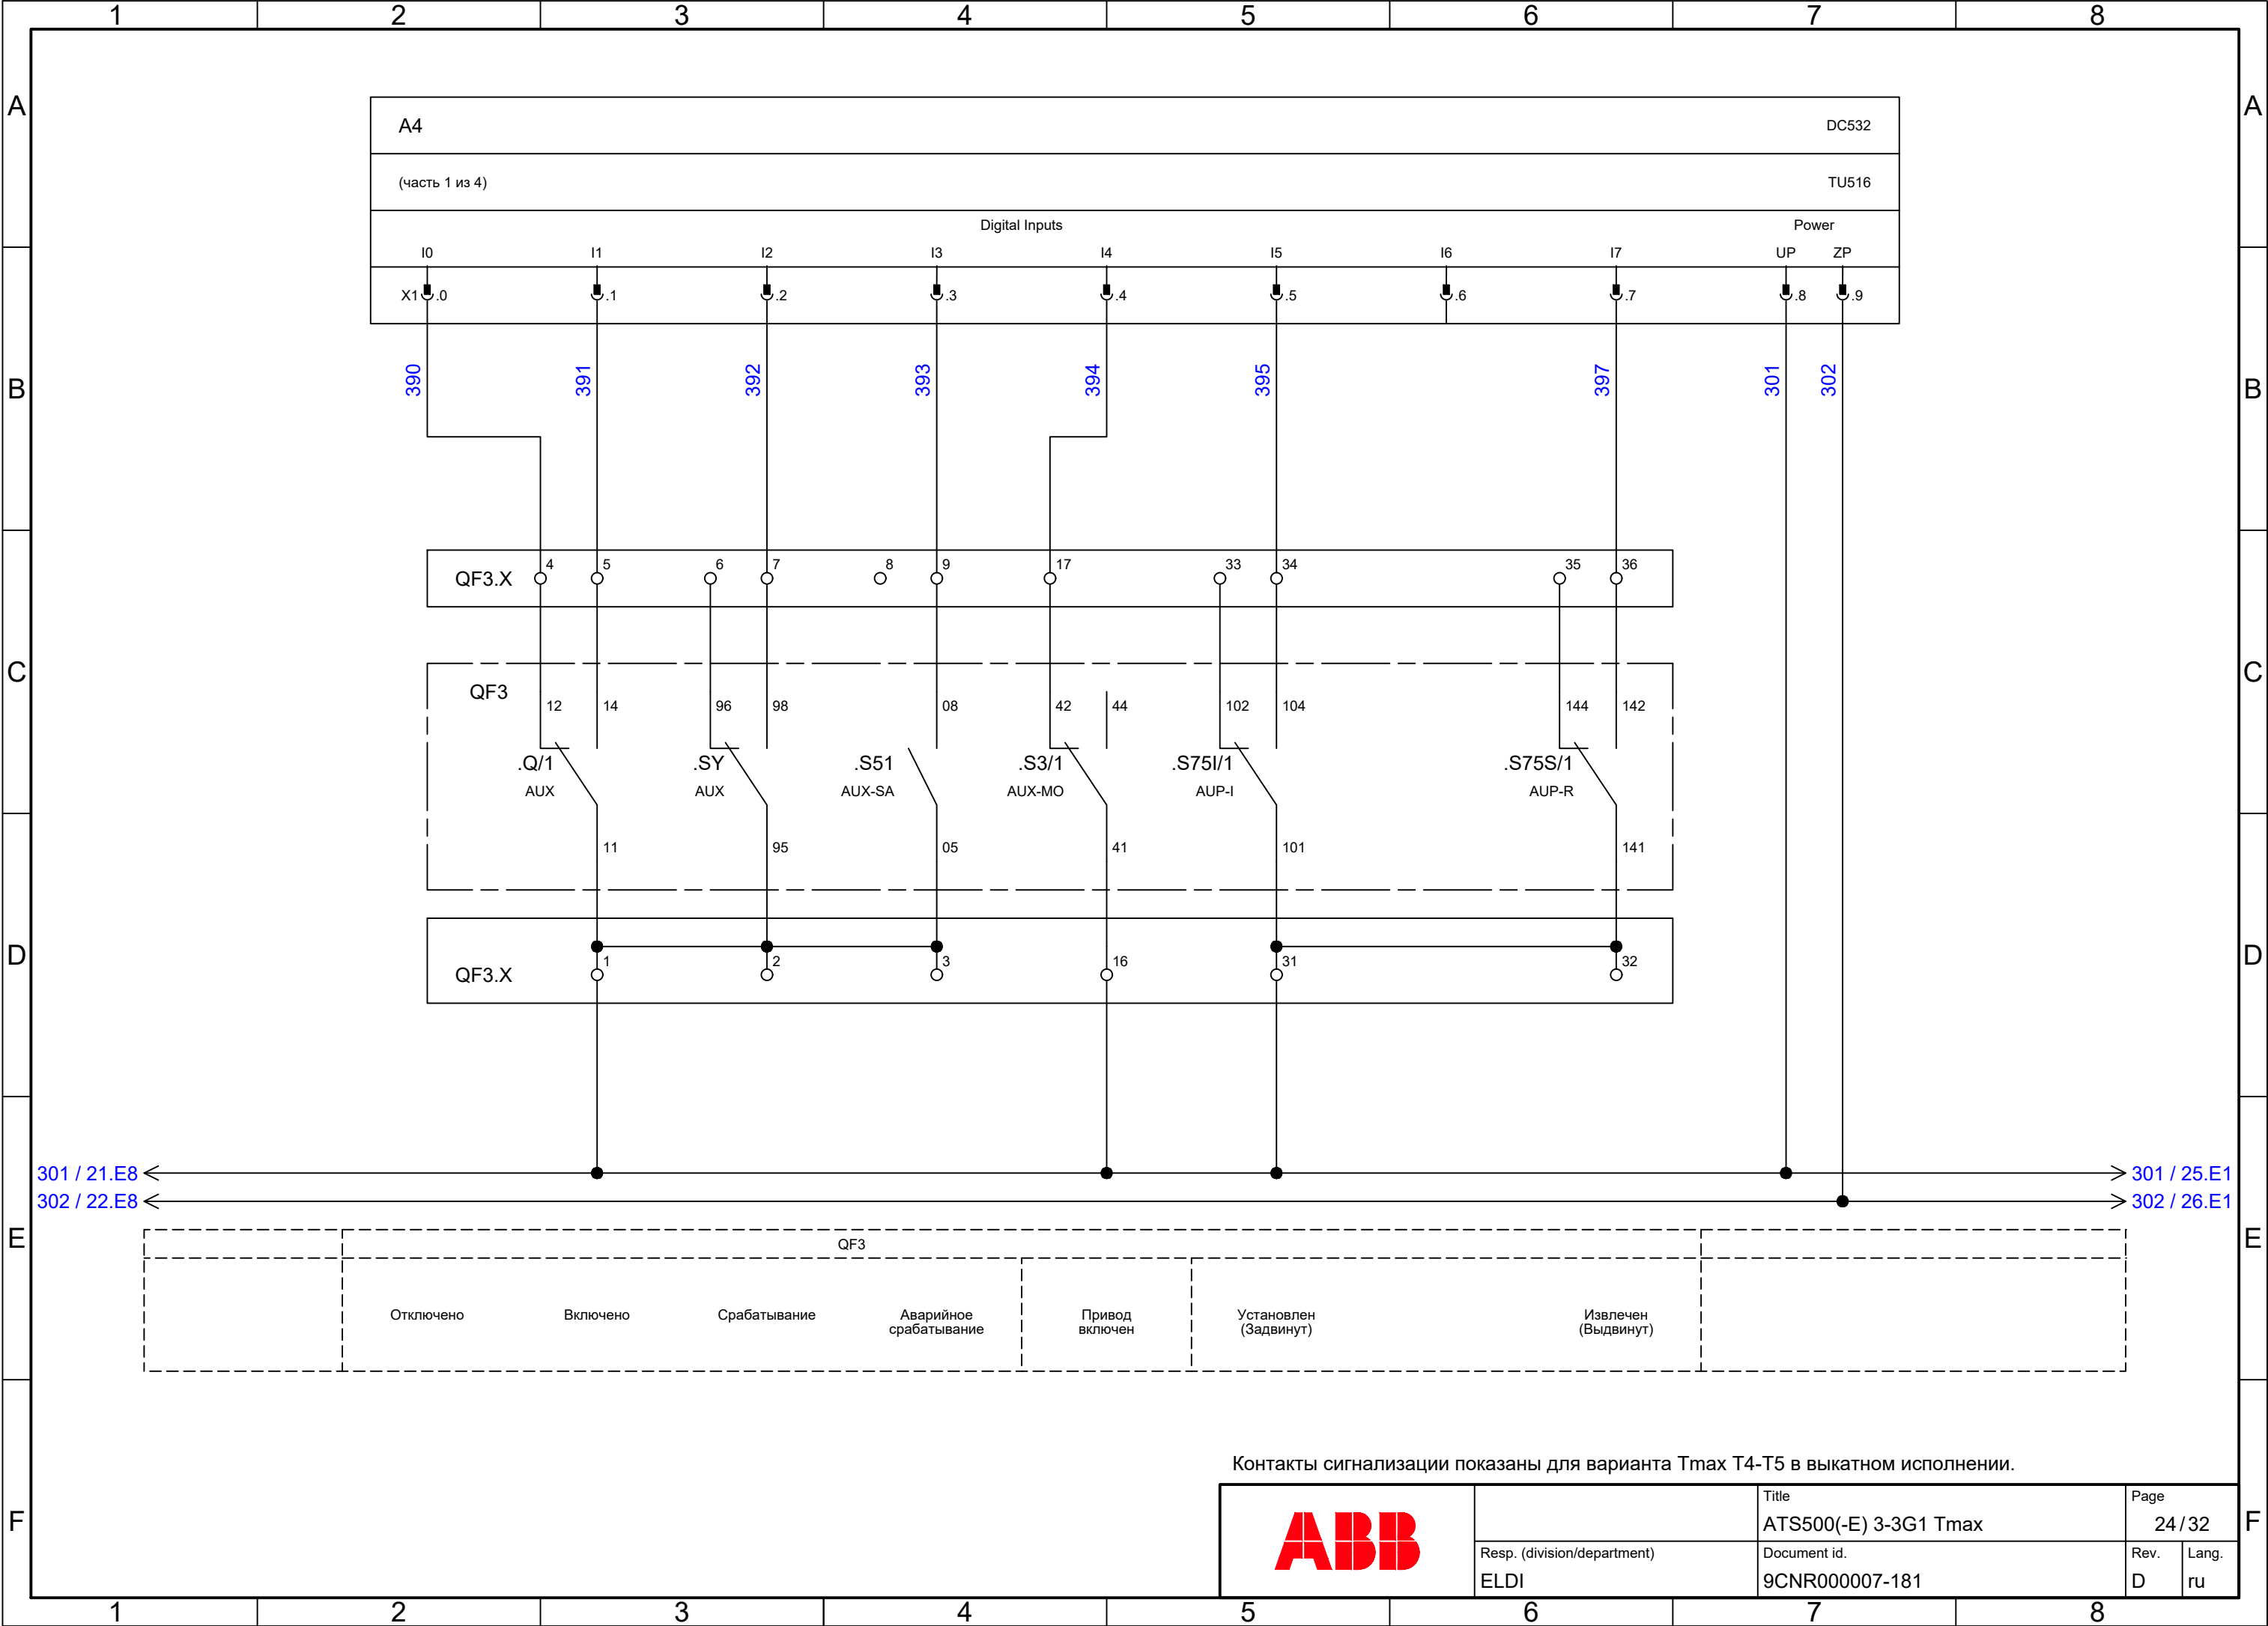 1 2 3 4 5 6 7 8
A A
A4 DC532
(часть 1 из 4) TU516
Digital Inputs Power
I0 I1 I2 I3 I4 I5 I6 I7 UP ZP
X1 .0 .1 .2 .3 .4 .5 .6 .7 .8 .9
B B
390 391 392 393 394 395 397 301 302
QF3.X 4 5 6 7 8 9 17 33 34 35 36
C C
QF3
12 14 96 98 08 42 44 102 104 144 142
.Q/1 .SY .S51 .S3/1 .S75I/1 .S75S/1
AUX AUX AUX-SA AUX-MO AUP-I AUP-R
11 95 05 41 101 141
D D
QF3.X 1 2 3 16 31 32
301 / 21.E8 301 / 25.E1
302 / 22.E8 302 / 26.E1
E E
QF3
Отключено Включено Срабатывание Аварийное срабатывание Привод включен Установлен (Задвинут) Извлечен (Выдвинут)
Контакты сигнализации показаны для варианта Tmax T4-T5 в выкатном исполнении.
F F
ABB
Title
ATS500(-E) 3-3G1 Tmax
Page
24/32
Resp. (division/department)
ELDI
Document id.
9CNR000007-181
Rev.
D
Lang.
ru
1 2 3 4 5 6 7 8